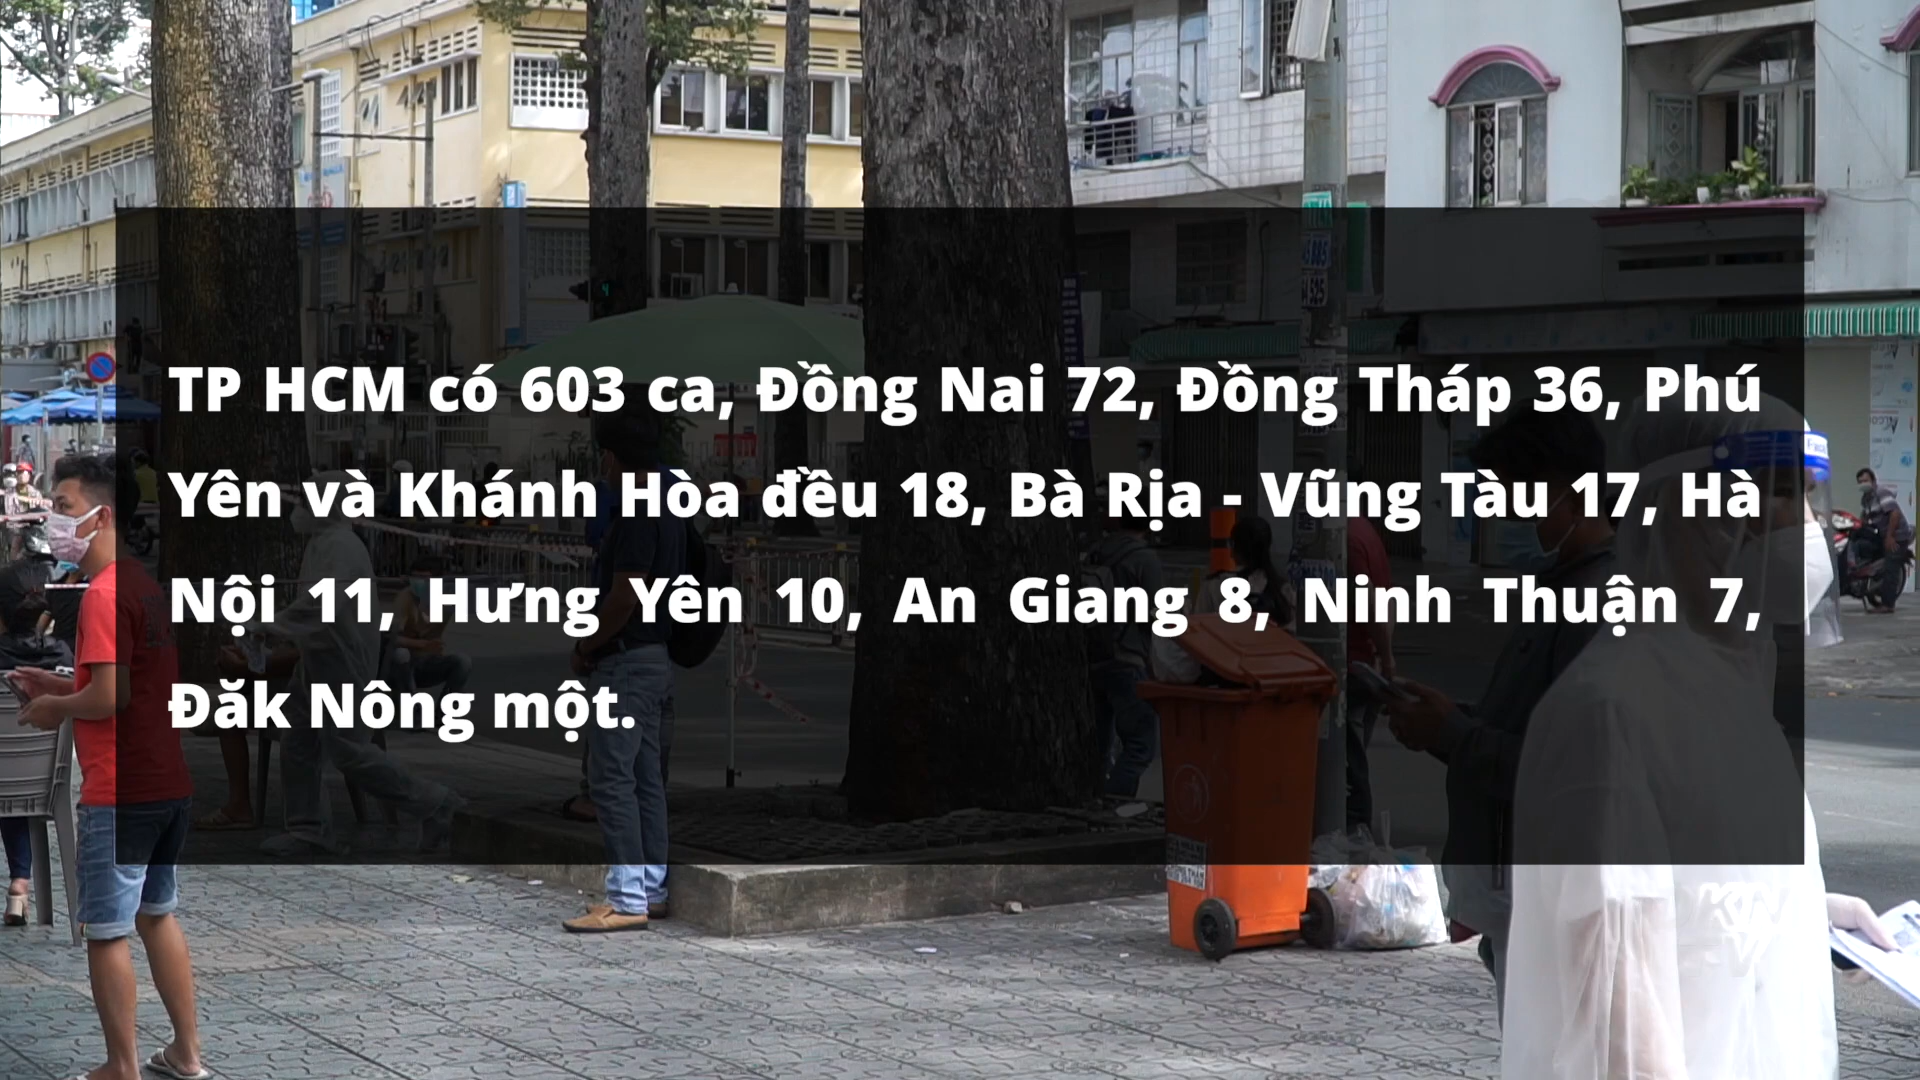 TP HCM có 603 ca, Đồng Nai 72, Đồng Tháp 36, Phú
Yên và Khánh Hòa đều 18, Bà Rịa - Vũng Tàu 17, Hà
Nội 11, Hưng Yên 10, An Giang 8, Ninh Thuận 7,
Đăk Nông một.